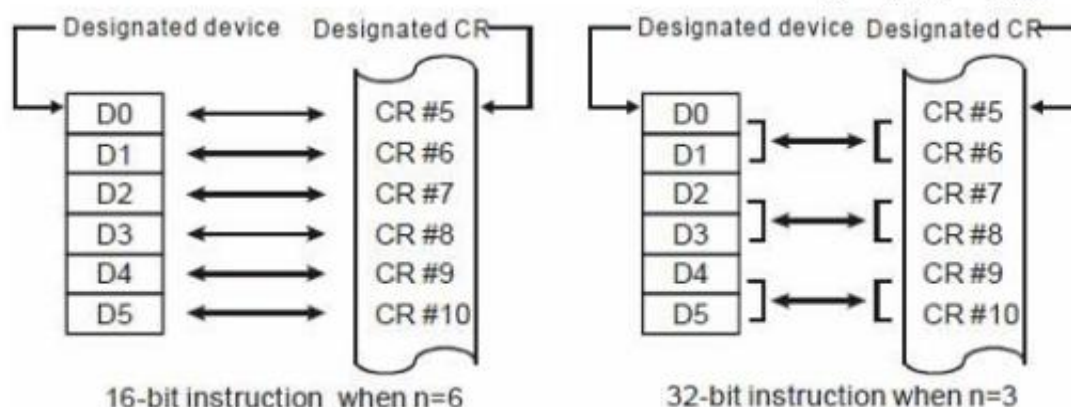 Designated device Designated CR
D0 CR #5
D1 CR #6
D2 CR #7
D3 CR #8
D4 CR #9
D5 CR #10
16-bit instruction when n=6
Designated device Designated CR
D0 CR #5
D1 CR #6
D2 CR #7
D3 CR #8
D4 CR #9
D5 CR #10
32-bit instruction when n=3